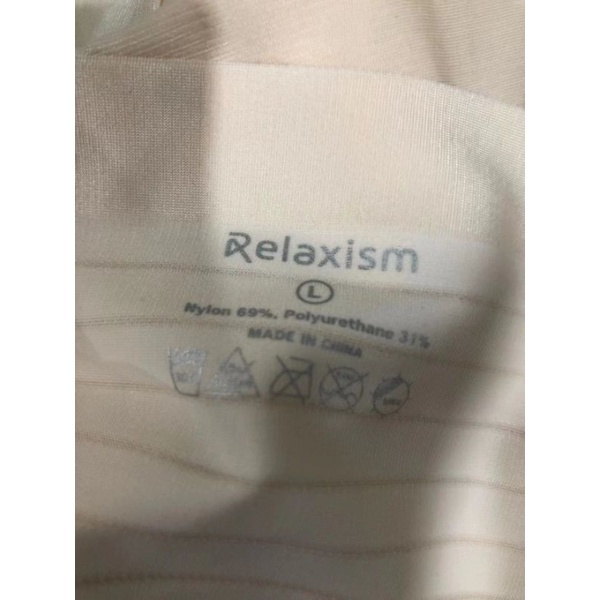 Relaxism
L
Nylon 69%. Polyurethane 31%
MADE IN CHINA